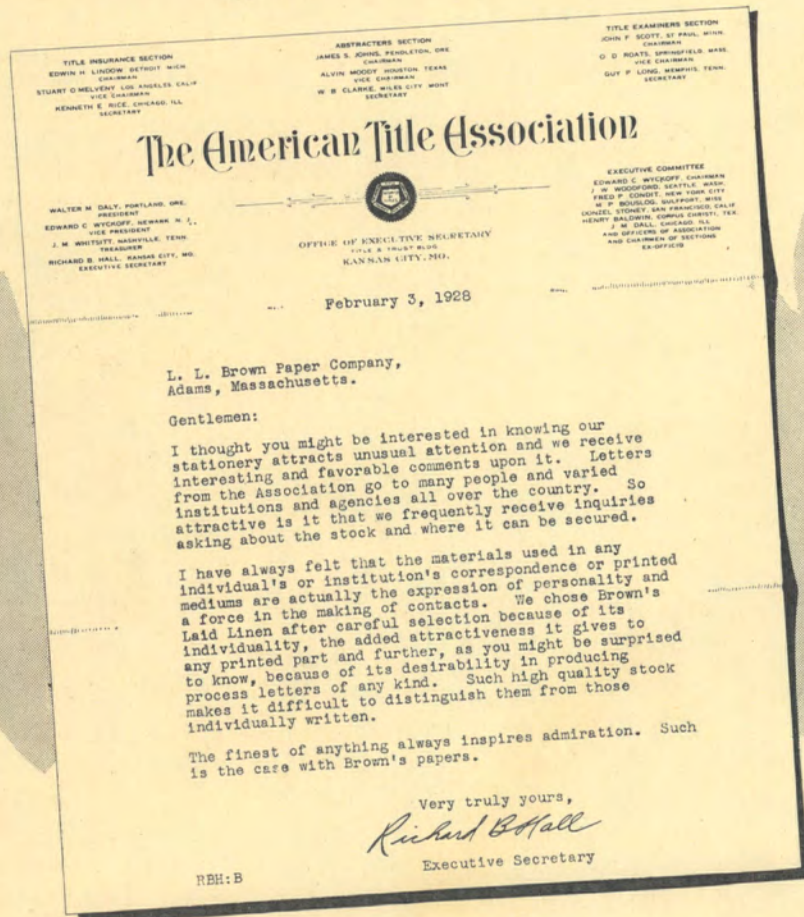 TITLE INSURANCE SECTION
EDWIN H. LINDOW DETROIT MICH.
CHAIRMAN
STUART O'MELVENY LOS ANGELES CALIF
VICE CHAIRMAN
KENNETH E. RICE, CHICAGO, ILL
SECRETARY
ABSTRACTERS SECTION
JAMES S. JOHNS, PENDLETON, ORE.
CHAIRMAN
ALVIN MOODY HOUSTON, TEXAS
VICE CHAIRMAN
W B CLARKE, MILES CITY MONT
SECRETARY
TITLE EXAMINERS SECTION
JOHN F SCOTT, ST PAUL, MINN.
CHAIRMAN
O D ROATS, SPRINGFIELD, MASS.
VICE CHAIRMAN
GUY P LONG, MEMPHIS, TENN.
SECRETARY
The American Title Association
WALTER M DALY, PORTLAND, ORE.
PRESIDENT
EDWARD C WYCKOFF, NEWARK N. J.
VICE PRESIDENT
J. M. WHITSITT, NASHVILLE, TENN.
TREASURER
RICHARD B. HALL, KANSAS CITY, MO.
EXECUTIVE SECRETARY
OFFICE OF EXECUTIVE SECRETARY
TITLE & TRUST BLDG.
KANSAS CITY, MO.
EXECUTIVE COMMITTEE
EDWARD C WYCKOFF, CHAIRMAN
J W WOODFORD, SEATTLE WASH.
FRED P CONDIT, NEW YORK CITY
M P BOUSLOG, GULFPORT, MISS
DONZEL STONEY, SAN FRANCISCO, CALIF
HENRY BALDWIN, CORPUS CHRISTI, TEX.
J M DALL, CHICAGO, ILL
AND OFFICERS OF ASSOCIATION
AND CHAIRMEN OF SECTIONS
EX-OFFICIO
February 3, 1928
L. L. Brown Paper Company,
Adams, Massachusetts.
Gentlemen:
I thought you might be interested in knowing our
stationery attracts unusual attention and we receive
interesting and favorable comments upon it. Letters
from the Association go to many people and varied
institutions and agencies all over the country. So
attractive is it that we frequently receive inquiries
asking about the stock and where it can be secured.
I have always felt that the materials used in any
individual's or institution's correspondence or printed
mediums are actually the expression of personality and
a force in the making of contacts. We chose Brown's
Laid Linen after careful selection because of its
individuality, the added attractiveness it gives to
any printed part and further, as you might be surprised
to know, because of its desirability in producing
process letters of any kind. Such high quality stock
makes it difficult to distinguish them from those
individually written.
The finest of anything always inspires admiration. Such
is the case with Brown's papers.
Very truly yours,
Richard B Hall
Executive Secretary
RBH:B